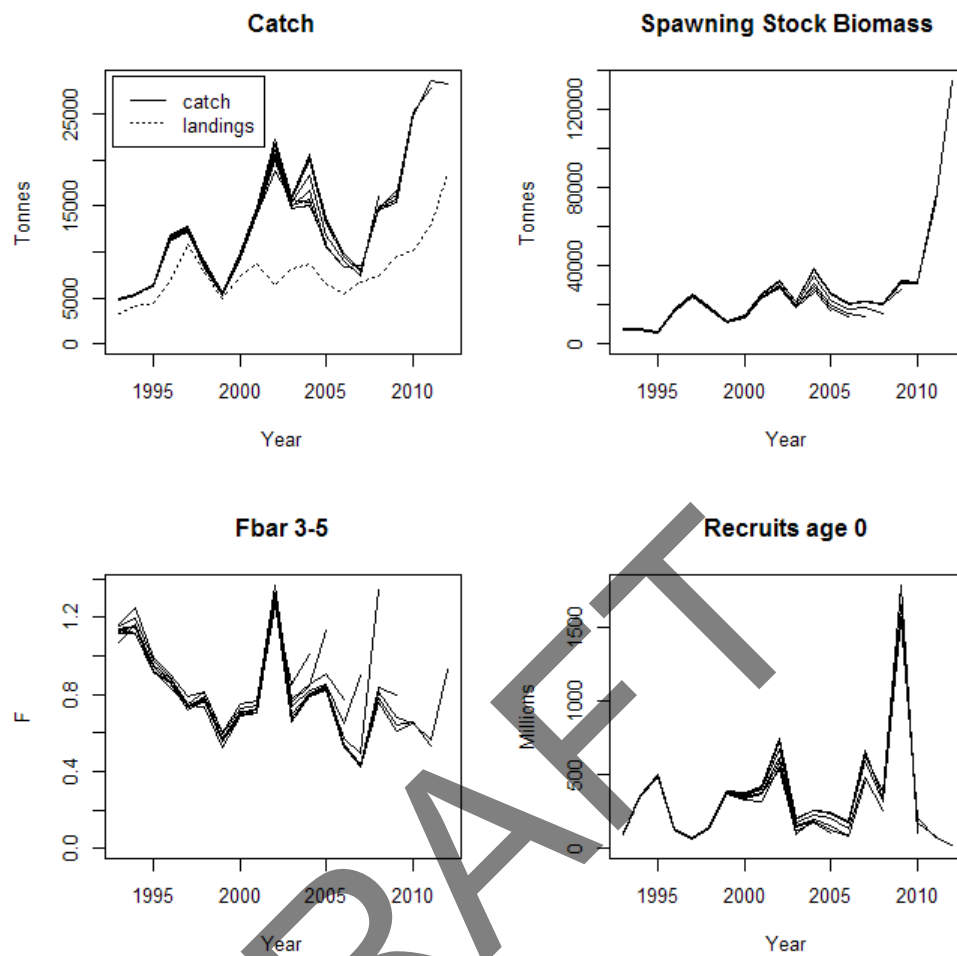 Catch
25000
15000
5000
0
Tonnes
catch
landings
1995 2000 2005 2010
Year
Spawning Stock Biomass
120000
80000
40000
0
Tonnes
1995 2000 2005 2010
Year
Fbar 3-5
1.2
0.8
0.4
0.0
F
1995 2000 2005 2010
Year
Recruits age 0
1500
1000
500
0
Millions
1995 2000 2005 2010
Year
RAFT